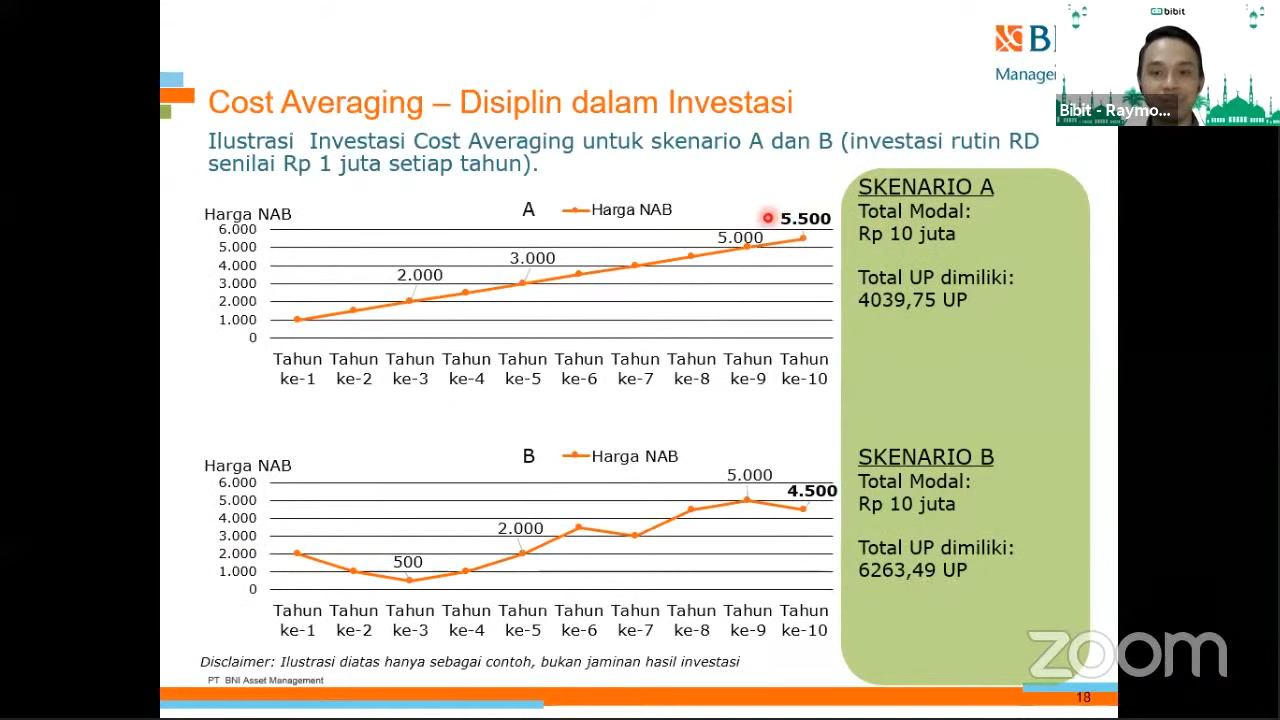 bibit
BI
Manager
Bibit - Raymo...
Cost Averaging – Disiplin dalam Investasi
Ilustrasi Investasi Cost Averaging untuk skenario A dan B (investasi rutin RD
senilai Rp 1 juta setiap tahun).
Harga NAB
A
Harga NAB
6.000
5.000
4.000
3.000
2.000
1.000
0
2.000
3.000
5.000
5.500
Tahun ke-1
Tahun ke-2
Tahun ke-3
Tahun ke-4
Tahun ke-5
Tahun ke-6
Tahun ke-7
Tahun ke-8
Tahun ke-9
Tahun ke-10
SKENARIO A
Total Modal:
Rp 10 juta
Total UP dimiliki:
4039,75 UP
Harga NAB
B
Harga NAB
6.000
5.000
4.000
3.000
2.000
1.000
0
500
2.000
5.000
4.500
Tahun ke-1
Tahun ke-2
Tahun ke-3
Tahun ke-4
Tahun ke-5
Tahun ke-6
Tahun ke-7
Tahun ke-8
Tahun ke-9
Tahun ke-10
SKENARIO B
Total Modal:
Rp 10 juta
Total UP dimiliki:
6263,49 UP
Disclaimer: Ilustrasi diatas hanya sebagai contoh, bukan jaminan hasil investasi
PT BNI Asset Management
zoom
18